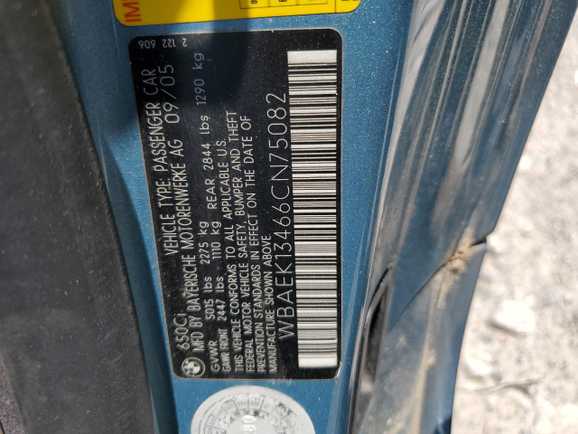 650Ci
VEHICLE TYPE: PASSENGER CAR
MFD BY BAYERISCHE MOTORENWERKE AG 09/05
GVWR 5015 lbs 2275 kg
GAWR FRONT 2447 lbs 1110 kg REAR 2844 lbs 1290 kg
THIS VEHICLE CONFORMS TO ALL APPLICABLE U.S.
FEDERAL MOTOR VEHICLE SAFETY, BUMPER AND THEFT
PREVENTION STANDARDS IN EFFECT ON THE DATE OF
MANUFACTURE SHOWN ABOVE.
WBAEK13466CN75082
2 122 606